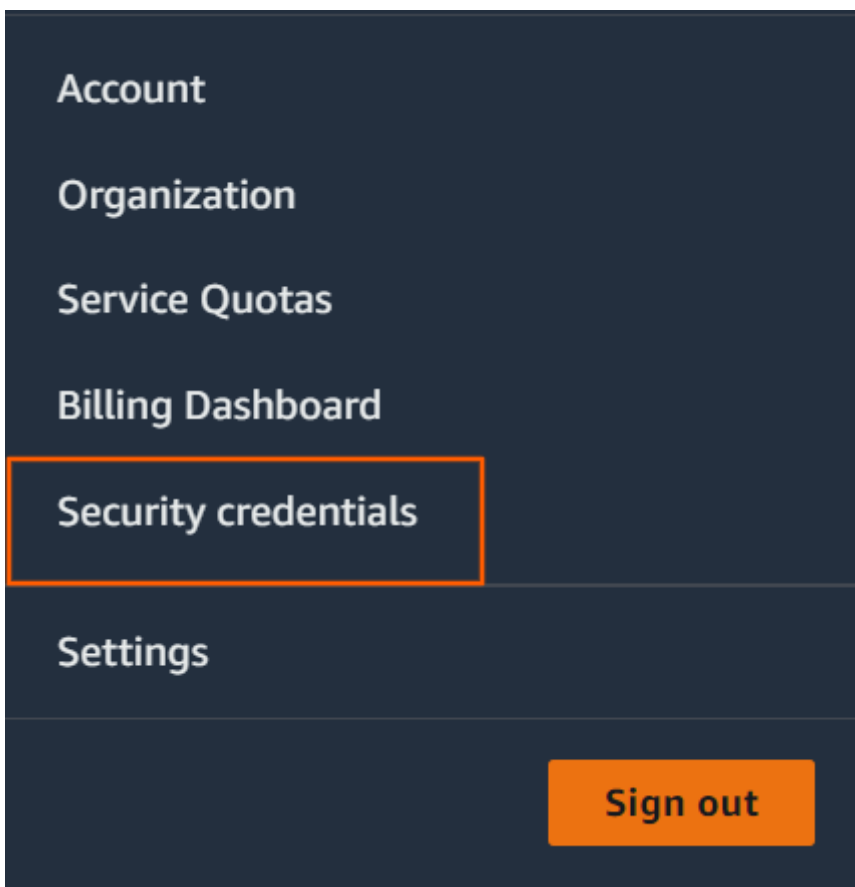 Account
Organization
Service Quotas
Billing Dashboard
Security credentials
Settings
Sign out